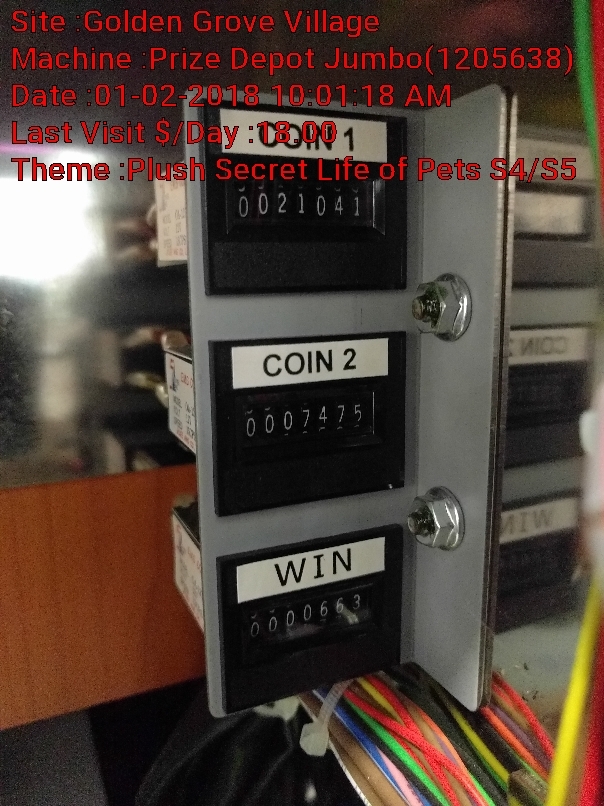 Site :Golden Grove Village
Machine :Prize Depot Jumbo(1205638)
Date :01-02-2018 10:01:18 AM
Last Visit $/Day :18.00
Theme :Plush Secret Life of Pets S4/S5
COIN 1
0021041
COIN 2
0007475
WIN
0000663